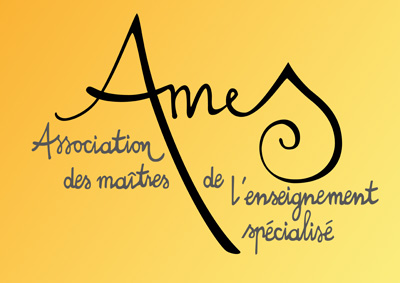 Ames
Association
des maîtres de l'enseignement
spécialisé